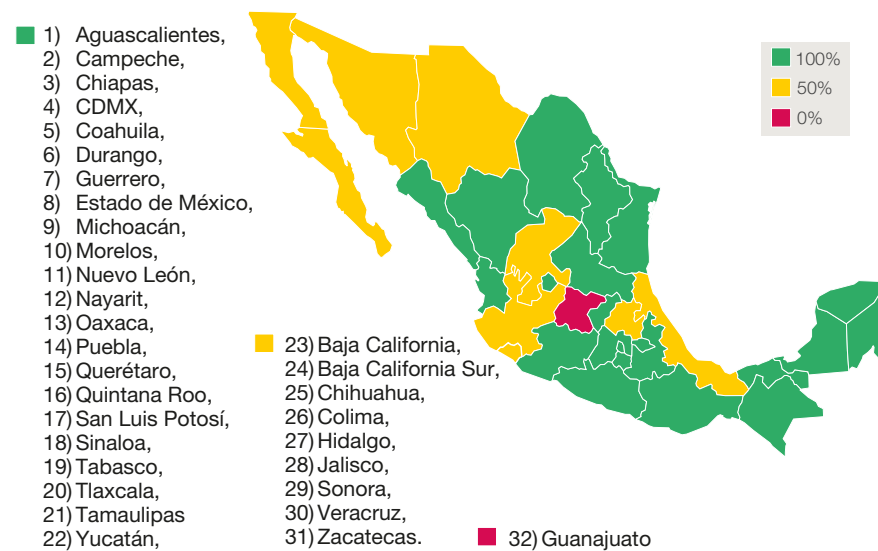 1) Aguascalientes,
2) Campeche,
3) Chiapas,
4) CDMX,
5) Coahuila,
6) Durango,
7) Guerrero,
8) Estado de México,
9) Michoacán,
10) Morelos,
11) Nuevo León,
12) Nayarit,
13) Oaxaca,
14) Puebla,
15) Querétaro,
16) Quintana Roo,
17) San Luis Potosí,
18) Sinaloa,
19) Tabasco,
20) Tlaxcala,
21) Tamaulipas
22) Yucatán,
23) Baja California,
24) Baja California Sur,
25) Chihuahua,
26) Colima,
27) Hidalgo,
28) Jalisco,
29) Sonora,
30) Veracruz,
31) Zacatecas.
32) Guanajuato
100%
50%
0%